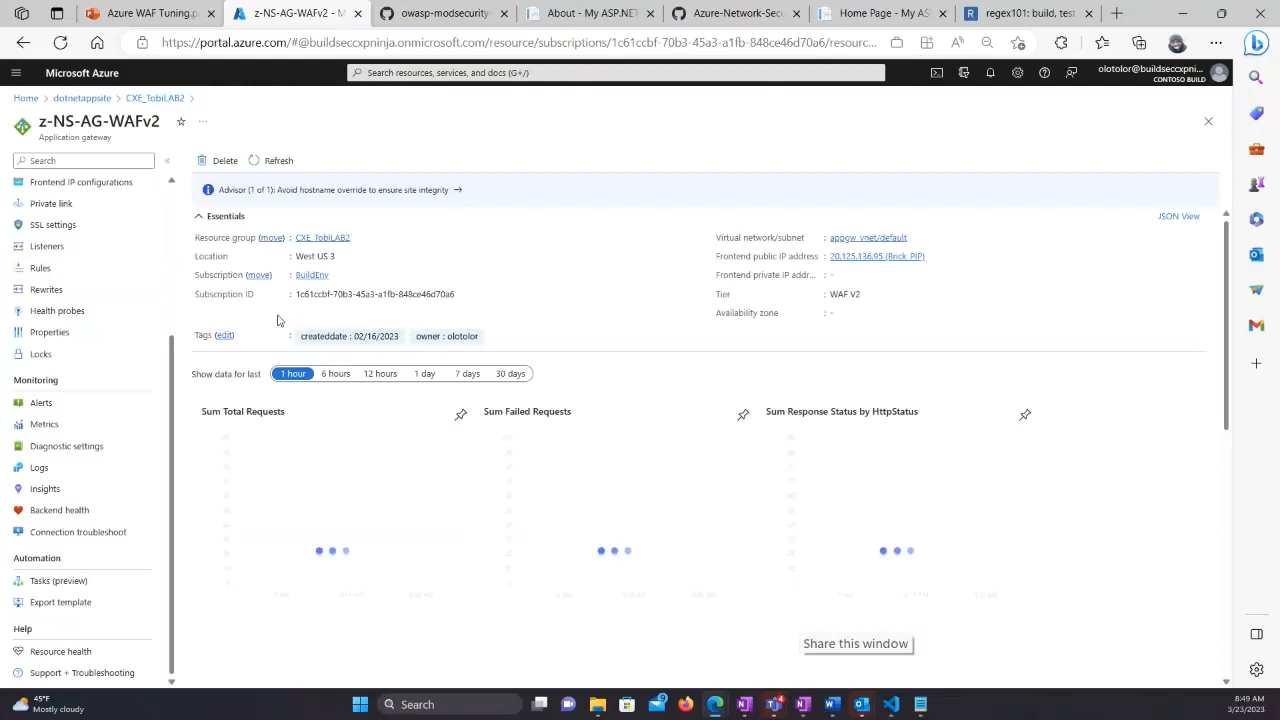 Azure WAF Tuning.p
z-NS-AG-WAFv2 - M
owasp-modsecurity-
About - My ASP.NET
Azure-Network-Sec
Home Page - My AS
regex101: build, test
https://portal.azure.com/#@buildseccxpninja.onmicrosoft.com/resource/subscriptions/1c61ccbf-70b3-45a3-a1fb-848ce46d70a6/resourc...
Microsoft Azure
Search resources, services, and docs (G+/)
olotolor@buildseccxpni...
CONTOSO BUILD
Home > dotnetappsite > CXE_TobiLAB2 >
z-NS-AG-WAFv2
Application gateway
Search
Delete
Refresh
Frontend IP configurations
Private link
SSL settings
Listeners
Rules
Rewrites
Health probes
Properties
Locks
Monitoring
Alerts
Metrics
Diagnostic settings
Logs
Insights
Backend health
Connection troubleshoot
Automation
Tasks (preview)
Export template
Help
Resource health
Support + Troubleshooting
Advisor (1 of 1): Avoid hostname override to ensure site integrity →
Essentials
JSON View
Resource group (move) : CXE_TobiLAB2
Location : West US 3
Subscription (move) : BuildEnv
Subscription ID : 1c61ccbf-70b3-45a3-a1fb-848ce46d70a6
Tags (edit) : createddate : 02/16/2023 owner : olotolor
Virtual network/subnet : appgw_vnet/default
Frontend public IP address : 20.125.136.95 (Brick_PIP)
Frontend private IP addr... : -
Tier : WAF V2
Availability zone : -
Show data for last 1 hour 6 hours 12 hours 1 day 7 days 30 days
Sum Total Requests
Sum Failed Requests
Sum Response Status by HttpStatus
Share this window
45°F
Mostly cloudy
Search
8:49 AM
3/23/2023